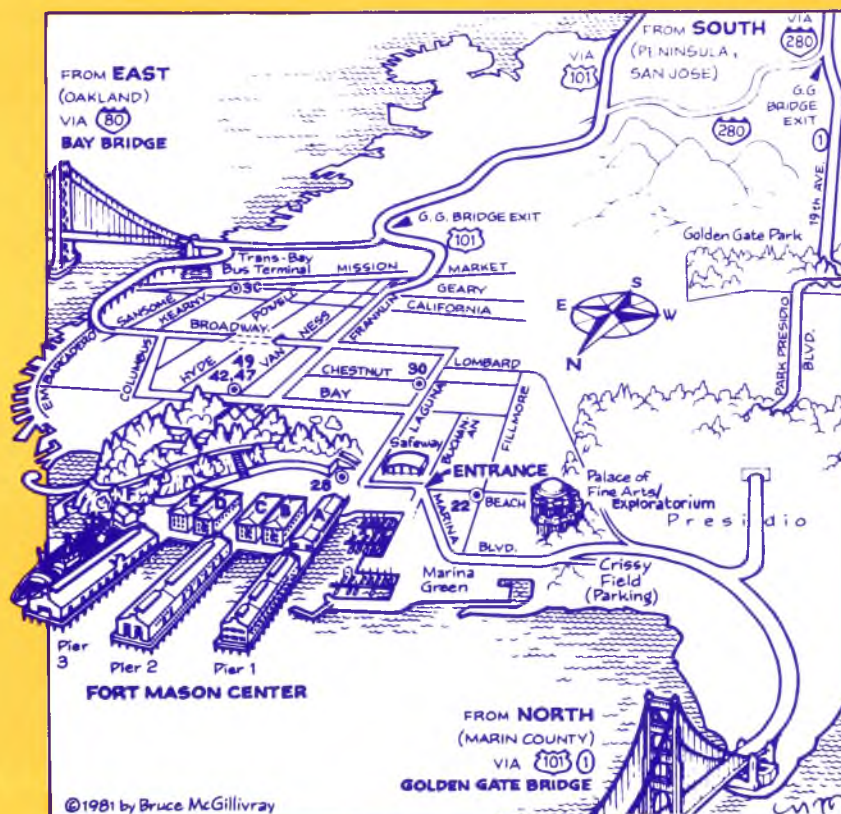 FROM EAST
(OAKLAND)
VIA 80
BAY BRIDGE
VIA
101
FROM SOUTH
(PENINSULA,
SAN JOSE)
VIA
280
G.G
BRIDGE
EXIT
1
280
19th AVE.
G.G. BRIDGE EXIT
101
Golden Gate Park
Trans-Bay
Bus Terminal
MISSION
MARKET
GEARY
CALIFORNIA
30
SANSOME
KEARNY
POWELL
BROADWAY
VAN NESS
FRANKLIN
EMBARCADERO
COLUMBUS
HYDE
49
42,47
CHESTNUT
BAY
30
LOMBARD
LAGUNA
BUCHAN-
AN
FILLMORE
S
E
W
N
PARK PRESIDIO
BLVD.
Safeway
ENTRANCE
28
22
BEACH
MARINA
BLVD.
Palace of
Fine Arts/
Exploratorium
Presidio
Crissy
Field
(Parking)
Marina
Green
E
D
C
B
A
Pier
3
Pier 2
Pier 1
FORT MASON CENTER
FROM NORTH
(MARIN COUNTY)
VIA 101 1
GOLDEN GATE BRIDGE
©1981 by Bruce McGillivray